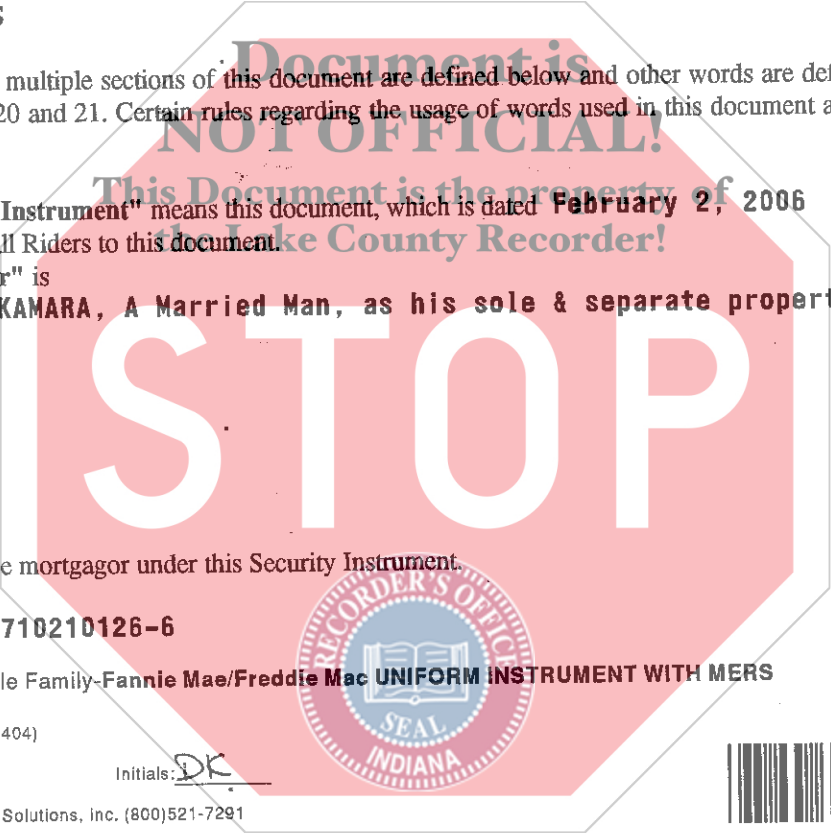 S
Document is
multiple sections of this document are defined below and other words are def
20 and 21. Certain rules regarding the usage of words used in this document a
NOT OFFICIAL!
This Document is the property of
Instrument" means this document, which is dated February 2, 2006
the Lake County Recorder!
ll Riders to this document.
r" is
KAMARA, A Married Man, as his sole & separate propert
STOP
e mortgagor under this Security Instrument.
RECORDER'S OFFICE
710210126-6
le Family-Fannie Mae/Freddie Mac UNIFORM INSTRUMENT WITH MERS
SEAL
404)
INDIANA
Initials: DK
Solutions, Inc. (800)521-7291